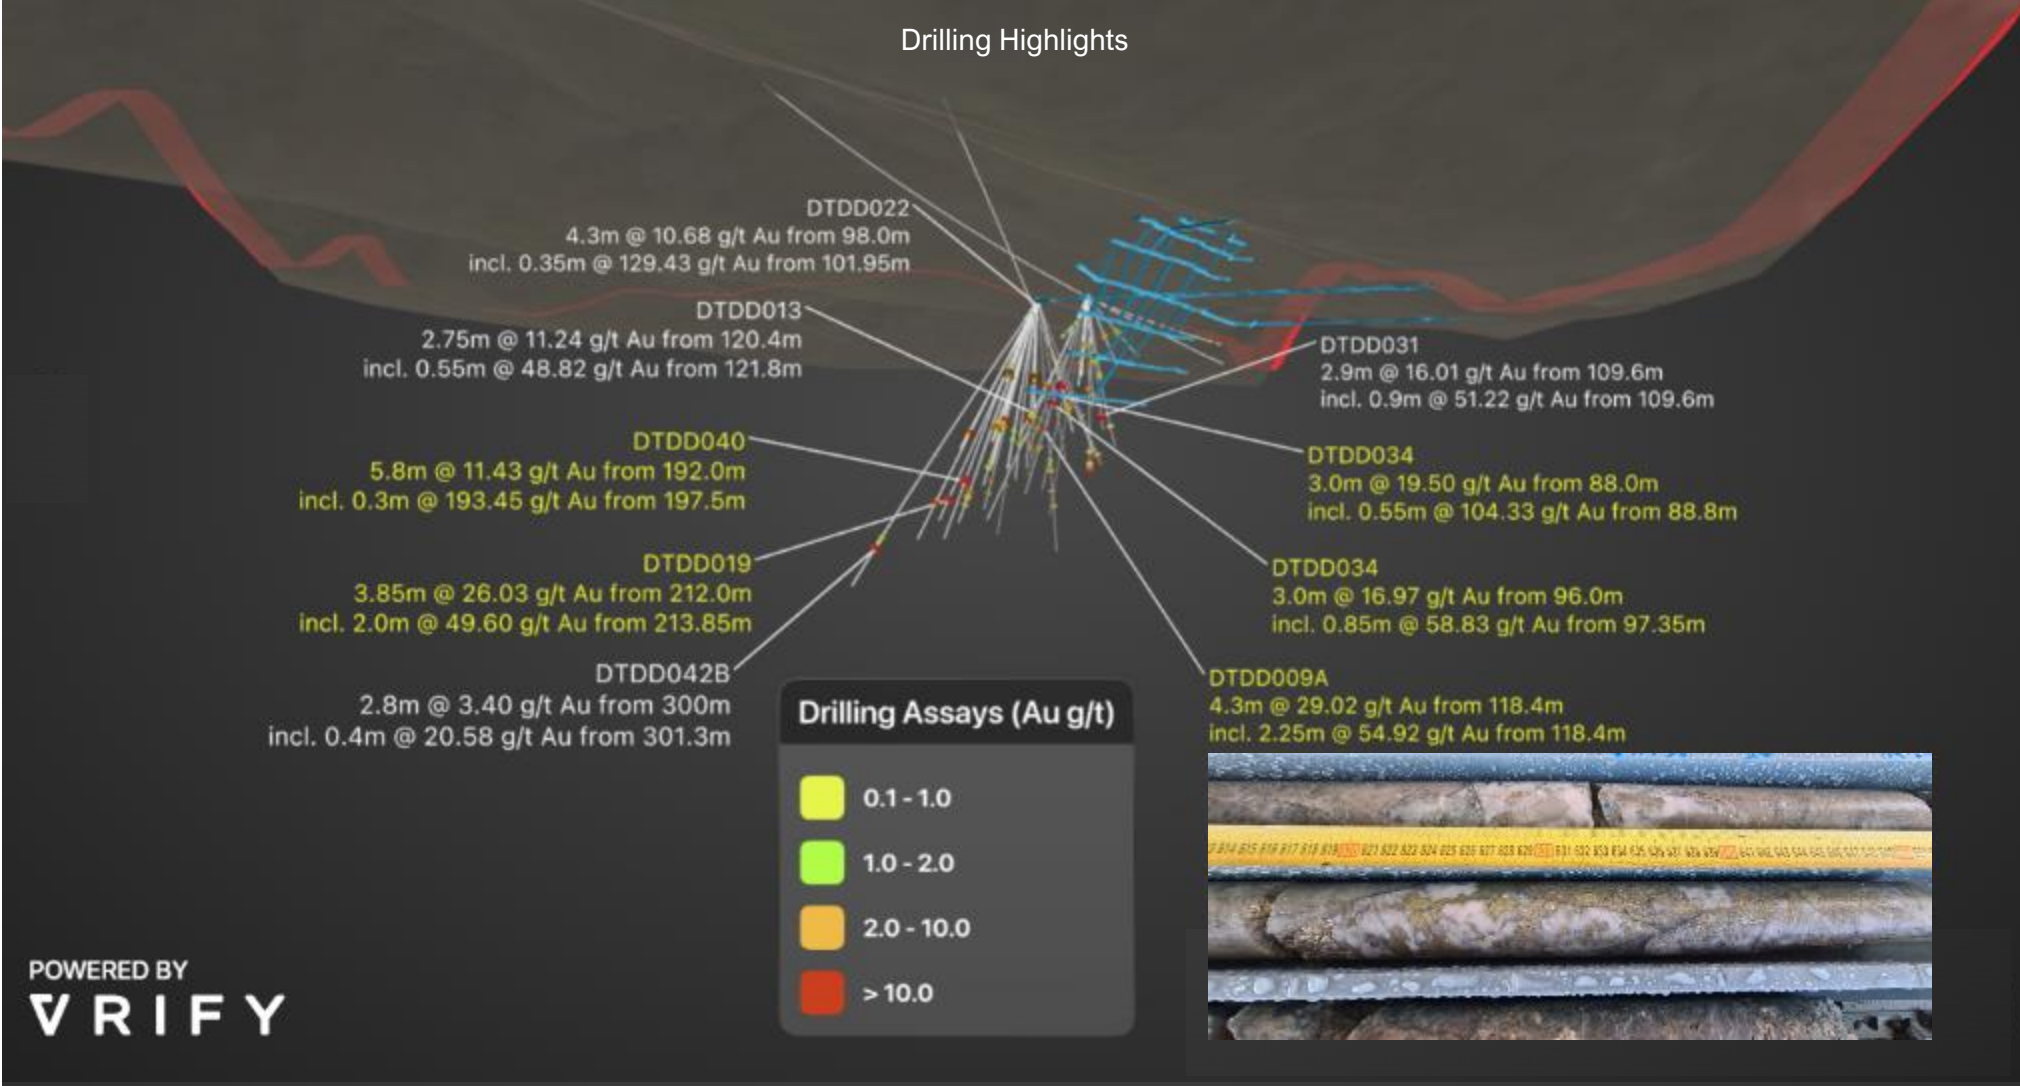 Drilling Highlights
DTDD022
4.3m @ 10.68 g/t Au from 98.0m
incl. 0.35m @ 129.43 g/t Au from 101.95m
DTDD013
2.75m @ 11.24 g/t Au from 120.4m
incl. 0.55m @ 48.82 g/t Au from 121.8m
DTDD040
5.8m @ 11.43 g/t Au from 192.0m
incl. 0.3m @ 193.45 g/t Au from 197.5m
DTDD019
3.85m @ 26.03 g/t Au from 212.0m
incl. 2.0m @ 49.60 g/t Au from 213.85m
DTDD042B
2.8m @ 3.40 g/t Au from 300m
incl. 0.4m @ 20.58 g/t Au from 301.3m
DTDD031
2.9m @ 16.01 g/t Au from 109.6m
incl. 0.9m @ 51.22 g/t Au from 109.6m
DTDD034
3.0m @ 19.50 g/t Au from 88.0m
incl. 0.55m @ 104.33 g/t Au from 88.8m
DTDD034
3.0m @ 16.97 g/t Au from 96.0m
incl. 0.85m @ 58.83 g/t Au from 97.35m
DTDD009A
4.3m @ 29.02 g/t Au from 118.4m
incl. 2.25m @ 54.92 g/t Au from 118.4m
Drilling Assays (Au g/t)
0.1 - 1.0
1.0 - 2.0
2.0 - 10.0
> 10.0
POWERED BY
VRIFY